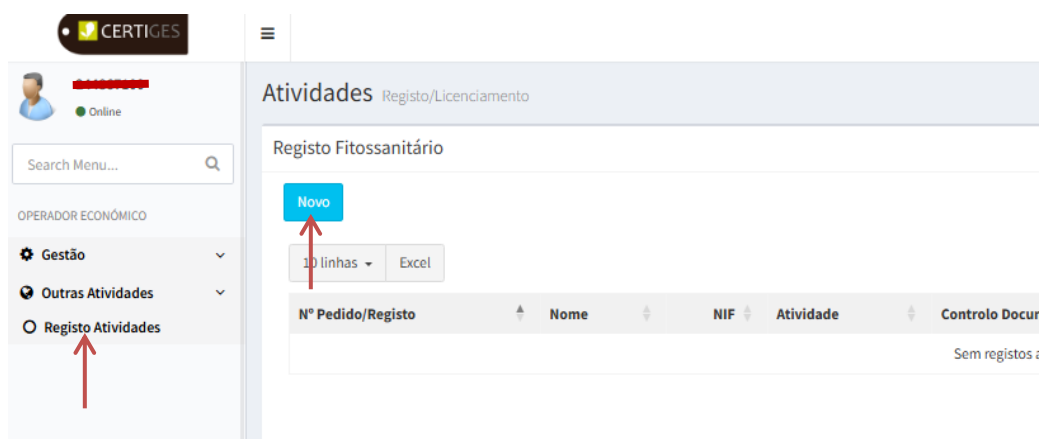 CERTIGES
Online
Search Menu...
OPERADOR ECONÓMICO
Gestão
Outras Atividades
Registo Atividades
Atividades Registo/Licenciamento
Registo Fitossanitário
Novo
10 linhas Excel
Nº Pedido/Registo Nome NIF Atividade Controlo Docu
Sem registos a